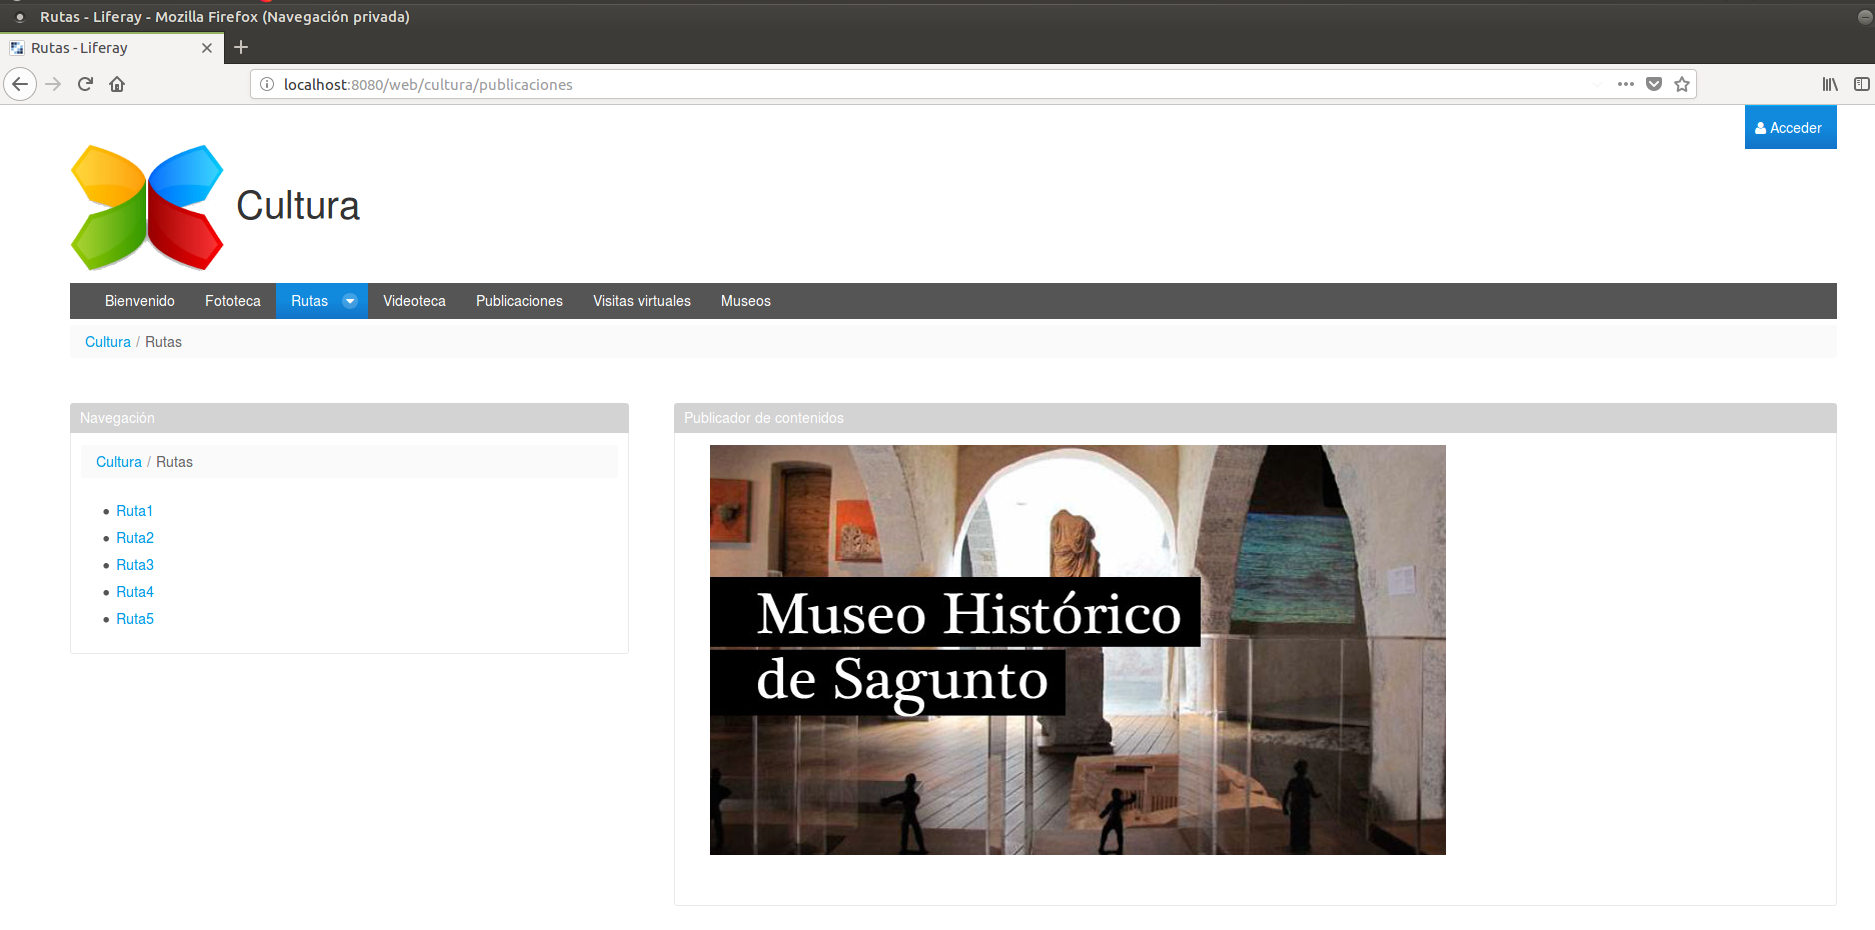 Rutas - Liferay - Mozilla Firefox (Navegación privada)
Rutas - Liferay
localhost:8080/web/cultura/publicaciones
Acceder
Cultura
Bienvenido Fototeca Rutas Videoteca Publicaciones Visitas virtuales Museos
Cultura / Rutas
Navegación
Cultura / Rutas
Ruta1
Ruta2
Ruta3
Ruta4
Ruta5
Publicador de contenidos
Museo Histórico
de Sagunto